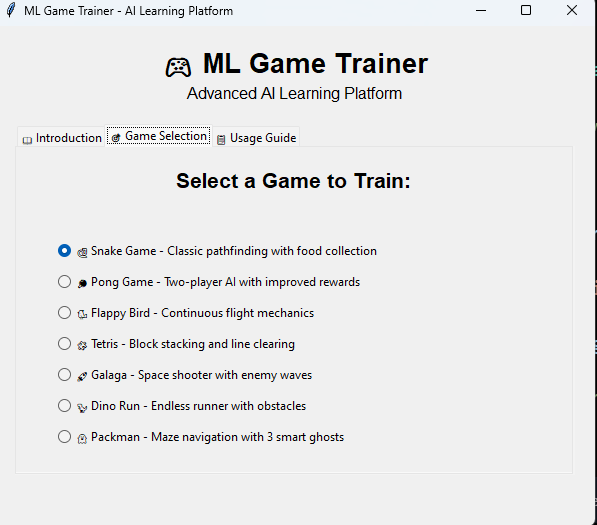 ML Game Trainer - AI Learning Platform
ML Game Trainer
Advanced AI Learning Platform
Introduction Game Selection Usage Guide
Select a Game to Train:
Snake Game - Classic pathfinding with food collection
Pong Game - Two-player AI with improved rewards
Flappy Bird - Continuous flight mechanics
Tetris - Block stacking and line clearing
Galaga - Space shooter with enemy waves
Dino Run - Endless runner with obstacles
Packman - Maze navigation with 3 smart ghosts